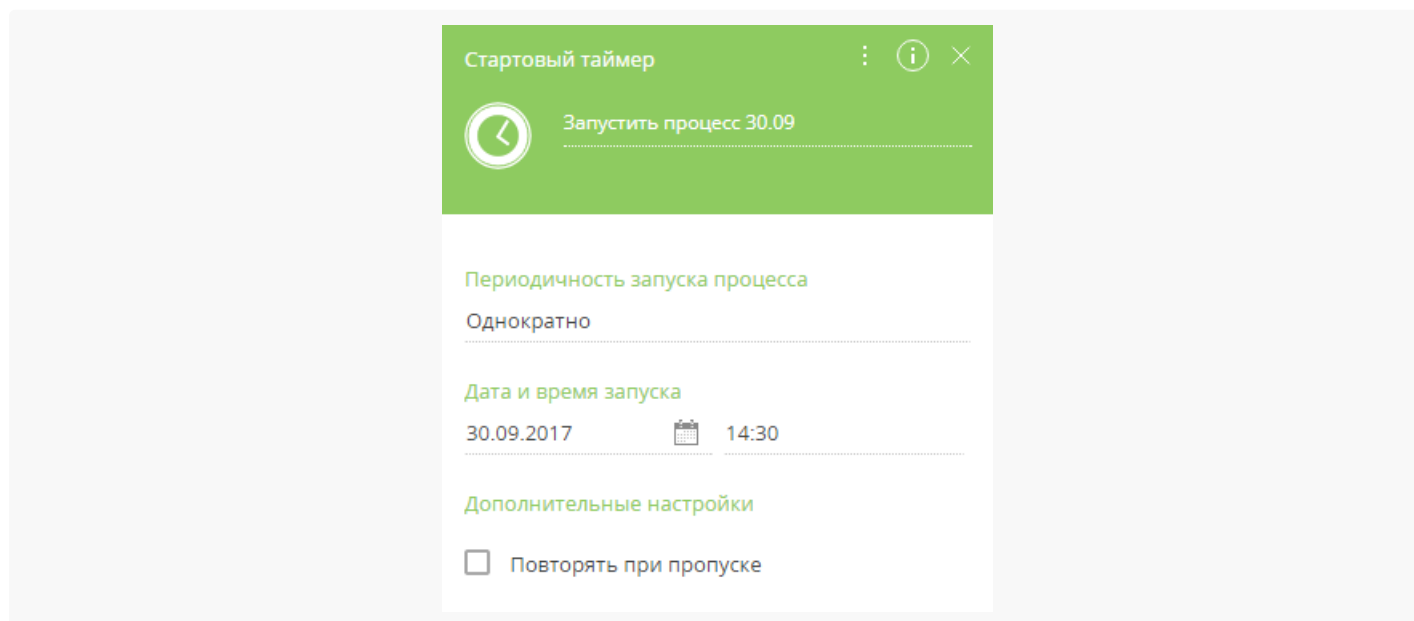 Стартовый таймер
Запустить процесс 30.09
Периодичность запуска процесса
Однократно
Дата и время запуска
30.09.2017 14:30
Дополнительные настройки
Повторять при пропуске